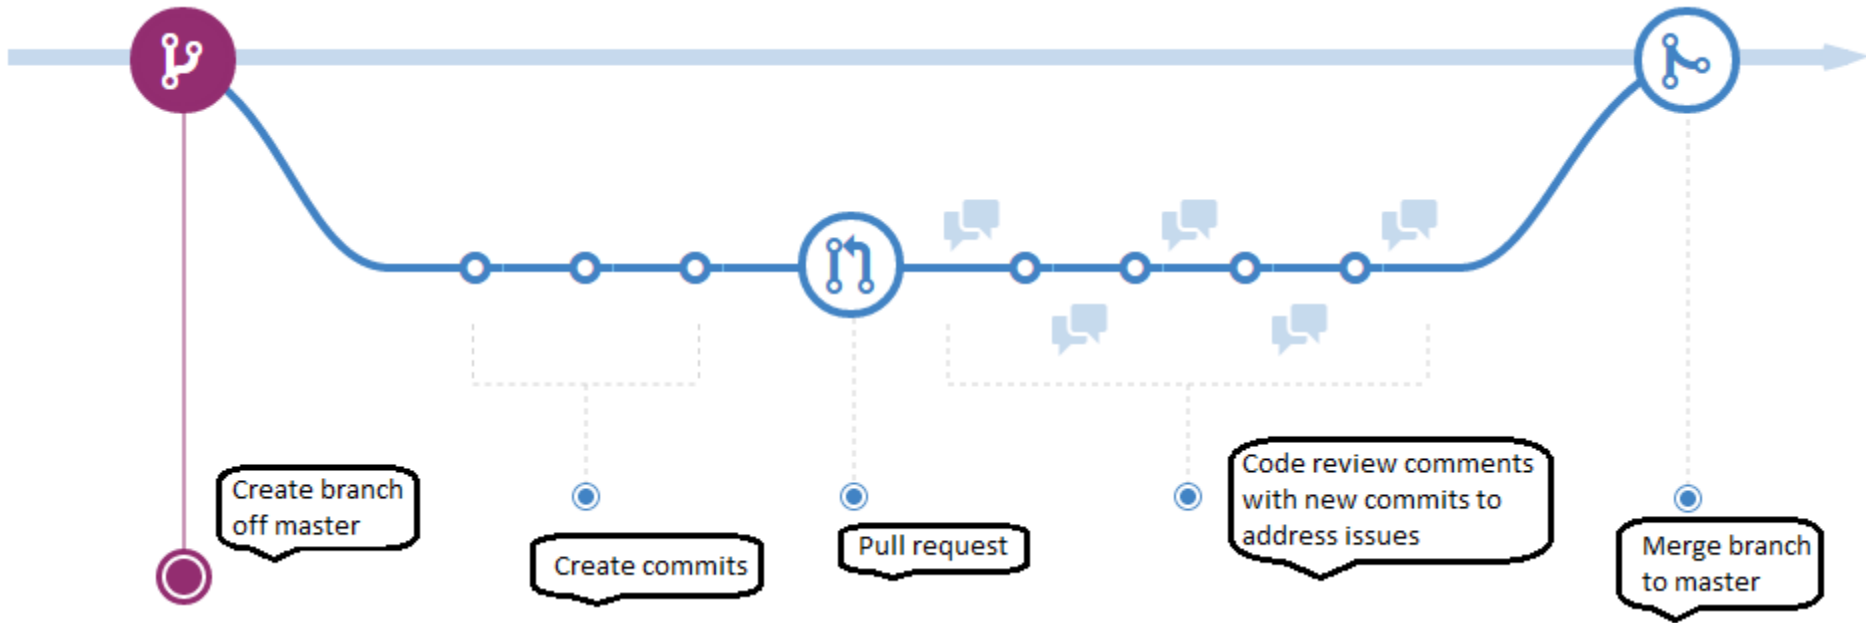 Create branch
off master
Create commits
Pull request
Code review comments
with new commits to
address issues
Merge branch
to master